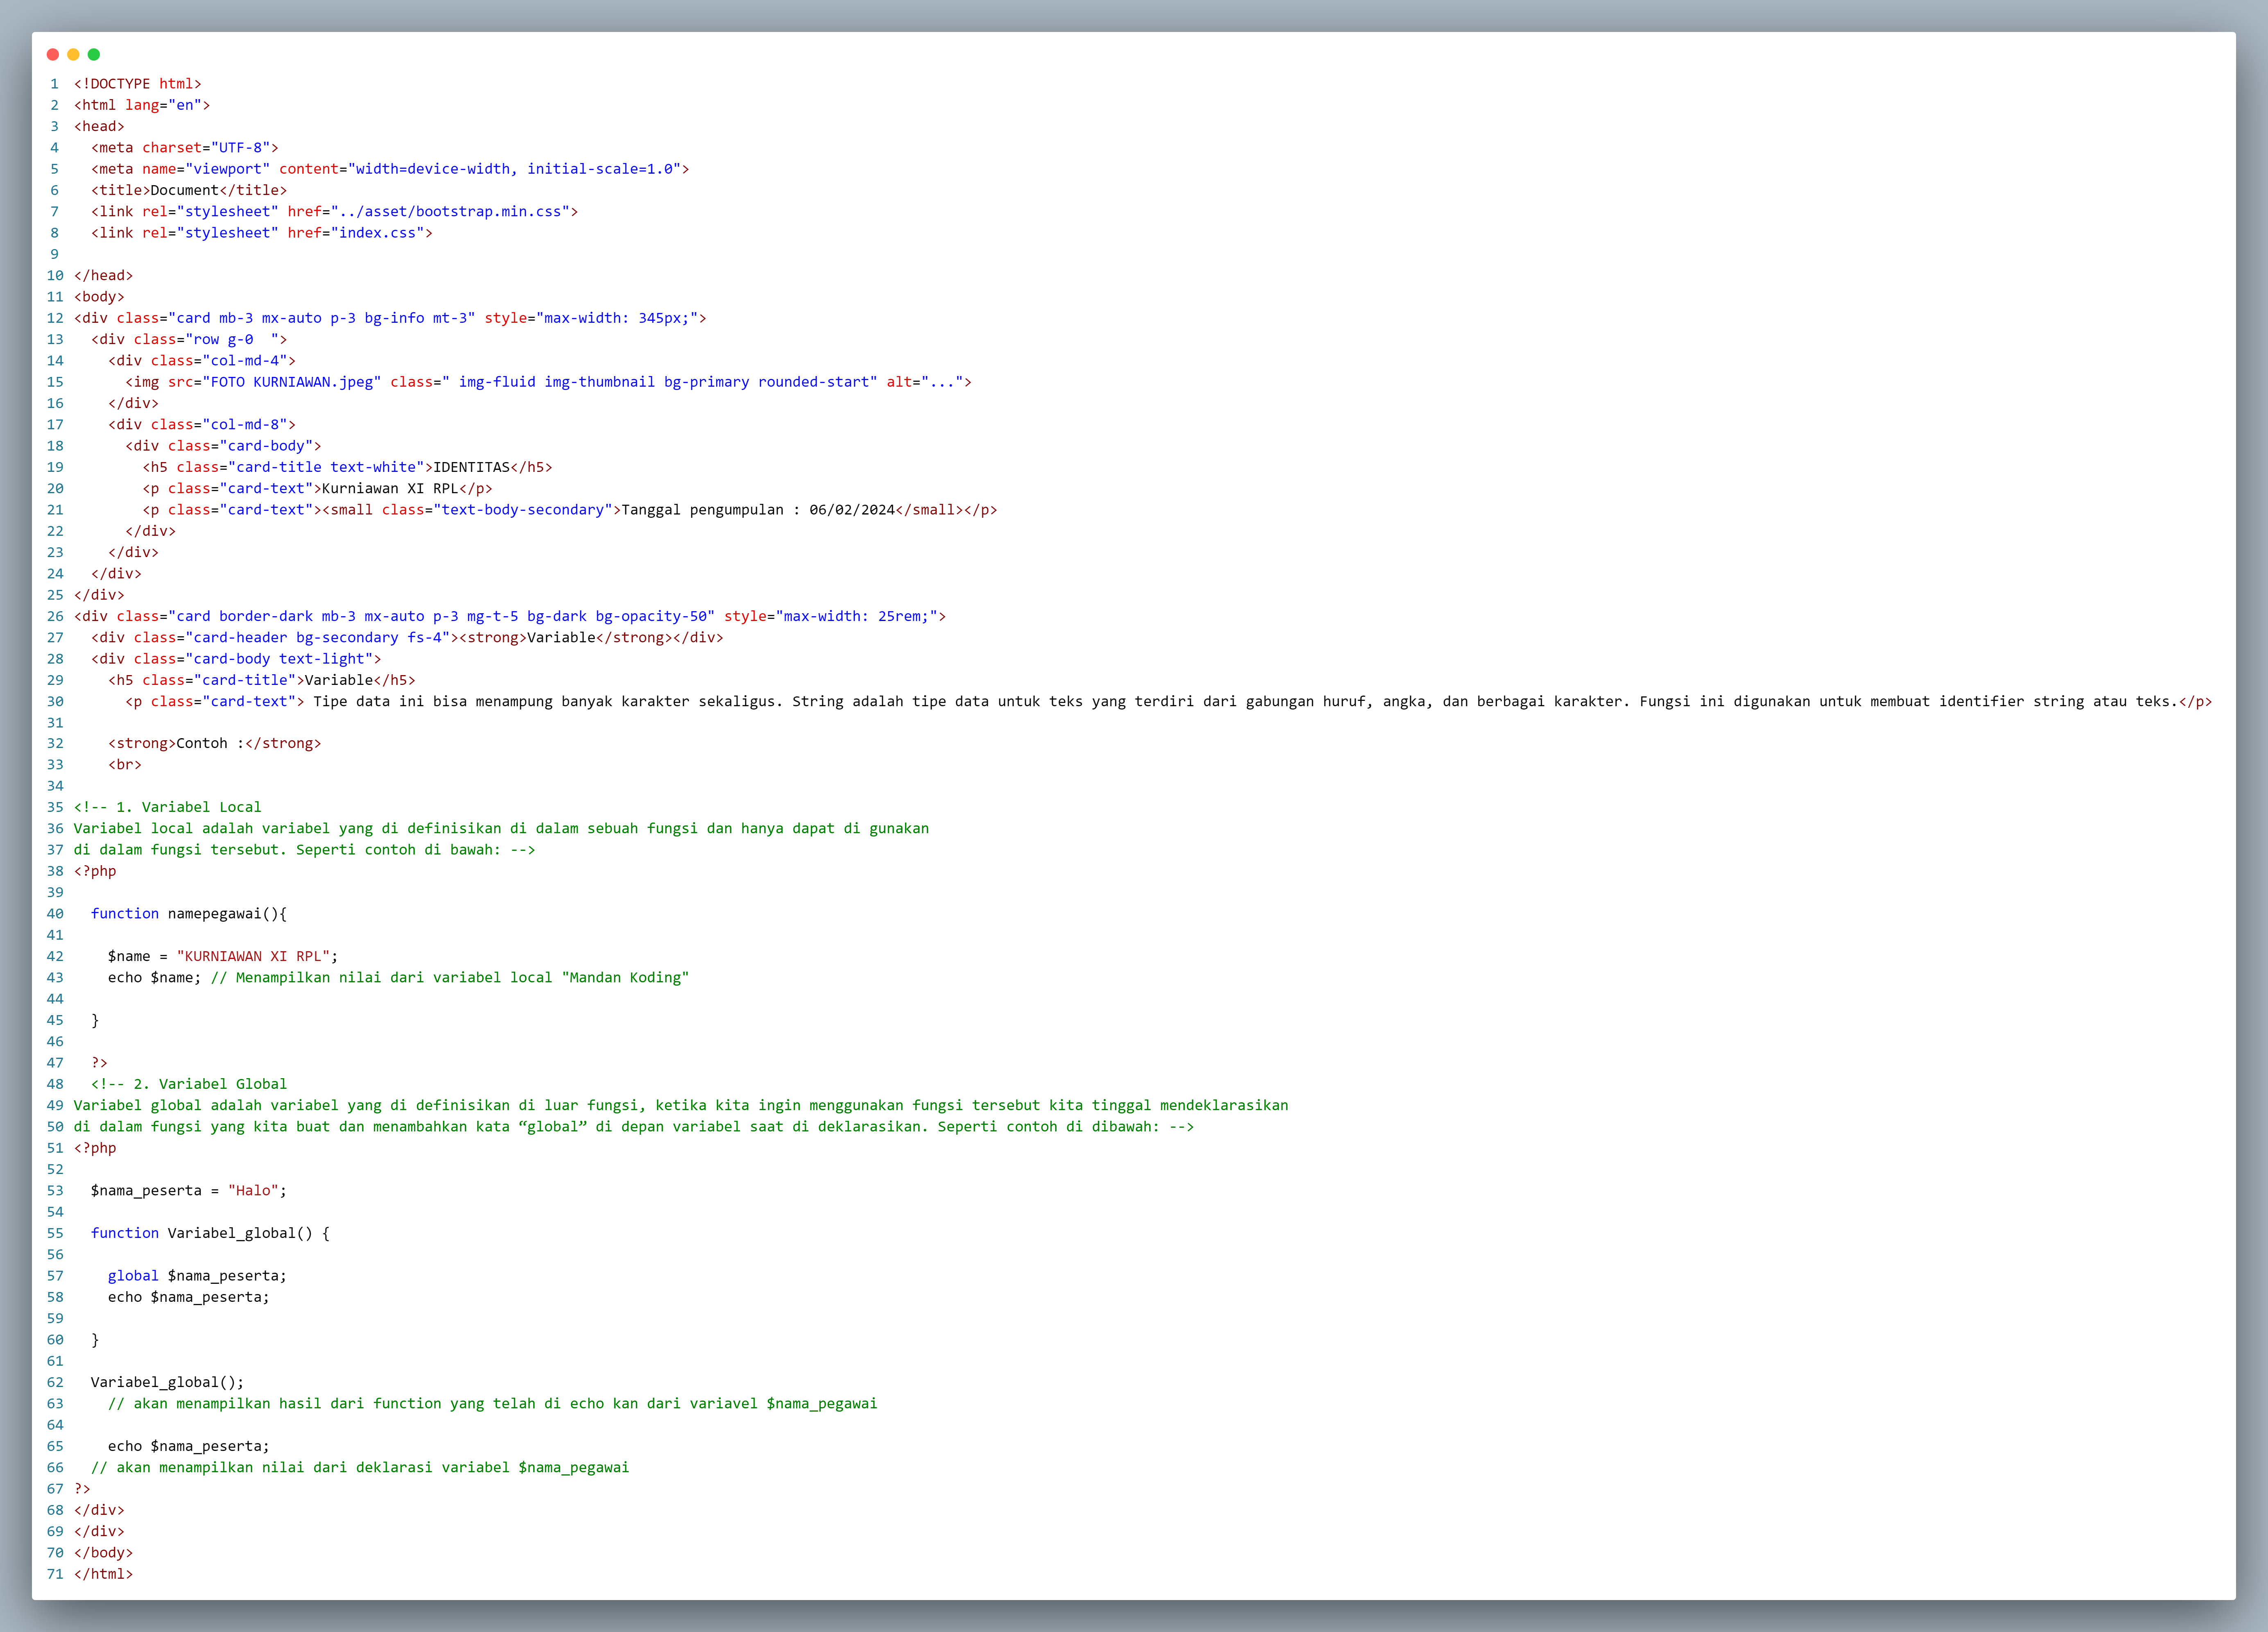 1 <!DOCTYPE html>
2 <html lang="en">
3 <head>
4   <meta charset="UTF-8">
5   <meta name="viewport" content="width=device-width, initial-scale=1.0">
6   <title>Document</title>
7   <link rel="stylesheet" href="../asset/bootstrap.min.css">
8   <link rel="stylesheet" href="index.css">
9
10 </head>
11 <body>
12 <div class="card mb-3 mx-auto p-3 bg-info mt-3" style="max-width: 345px;">
13   <div class="row g-0  ">
14     <div class="col-md-4">
15       <img src="FOTO KURNIAWAN.jpeg" class=" img-fluid img-thumbnail bg-primary rounded-start" alt="...">
16     </div>
17     <div class="col-md-8">
18       <div class="card-body">
19         <h5 class="card-title text-white">IDENTITAS</h5>
20         <p class="card-text">Kurniawan XI RPL</p>
21         <p class="card-text"><small class="text-body-secondary">Tanggal pengumpulan : 06/02/2024</small></p>
22       </div>
23     </div>
24   </div>
25 </div>
26 <div class="card border-dark mb-3 mx-auto p-3 mg-t-5 bg-dark bg-opacity-50" style="max-width: 25rem;">
27   <div class="card-header bg-secondary fs-4"><strong>Variable</strong></div>
28   <div class="card-body text-light">
29     <h5 class="card-title">Variable</h5>
30       <p class="card-text"> Tipe data ini bisa menampung banyak karakter sekaligus. String adalah tipe data untuk teks yang terdiri dari gabungan huruf, angka, dan berbagai karakter. Fungsi ini digunakan untuk membuat identifier string atau teks.</p>
31
32     <strong>Contoh :</strong>
33     <br>
34
35 <!-- 1. Variabel Local
36 Variabel local adalah variabel yang di definisikan di dalam sebuah fungsi dan hanya dapat di gunakan
37 di dalam fungsi tersebut. Seperti contoh di bawah: -->
38 <?php
39
40   function namepegawai(){
41
42     $name = "KURNIAWAN XI RPL";
43     echo $name; // Menampilkan nilai dari variabel local "Mandan Koding"
44
45   }
46
47   ?>
48   <!-- 2. Variabel Global
49 Variabel global adalah variabel yang di definisikan di luar fungsi, ketika kita ingin menggunakan fungsi tersebut kita tinggal mendeklarasikan
50 di dalam fungsi yang kita buat dan menambahkan kata “global” di depan variabel saat di deklarasikan. Seperti contoh di dibawah: -->
51 <?php
52
53   $nama_peserta = "Halo";
54
55   function Variabel_global() {
56
57     global $nama_peserta;
58     echo $nama_peserta;
59
60   }
61
62   Variabel_global();
63     // akan menampilkan hasil dari function yang telah di echo kan dari variavel $nama_pegawai
64
65     echo $nama_peserta;
66   // akan menampilkan nilai dari deklarasi variabel $nama_pegawai
67 ?>
68 </div>
69 </div>
70 </body>
71 </html>